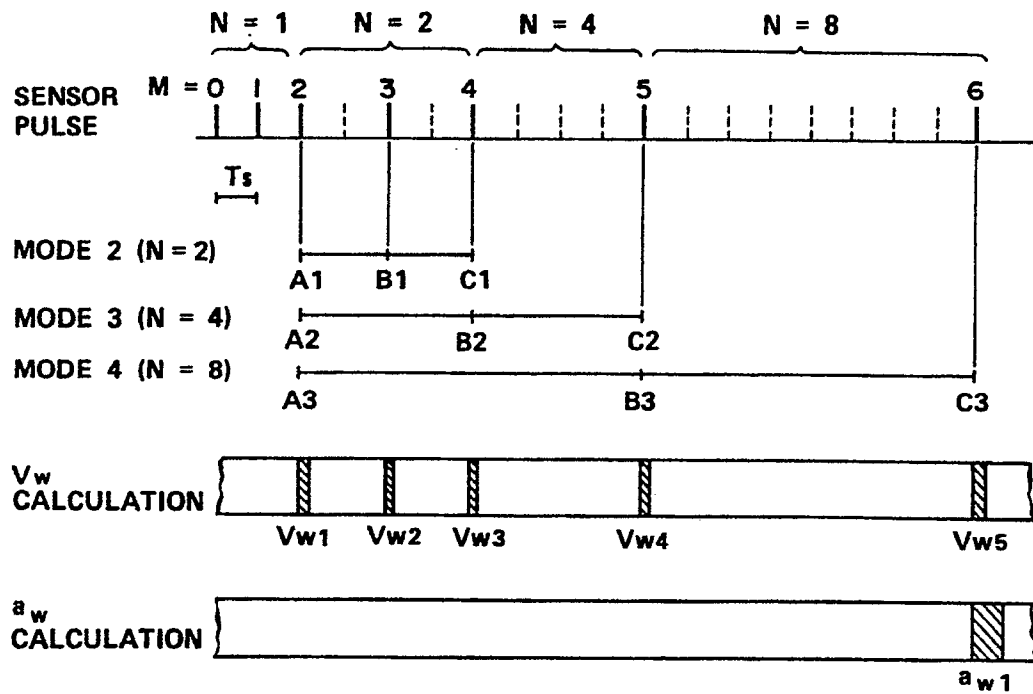 N = 1 N = 2 N = 4 N = 8
SENSOR PULSE M = 0 1 2 3 4 5 6
Ts
MODE 2 (N = 2)
A1 B1 C1
MODE 3 (N = 4)
A2 B2 C2
MODE 4 (N = 8)
A3 B3 C3
Vw
CALCULATION
Vw1 Vw2 Vw3 Vw4 Vw5
aw
CALCULATION
aw1